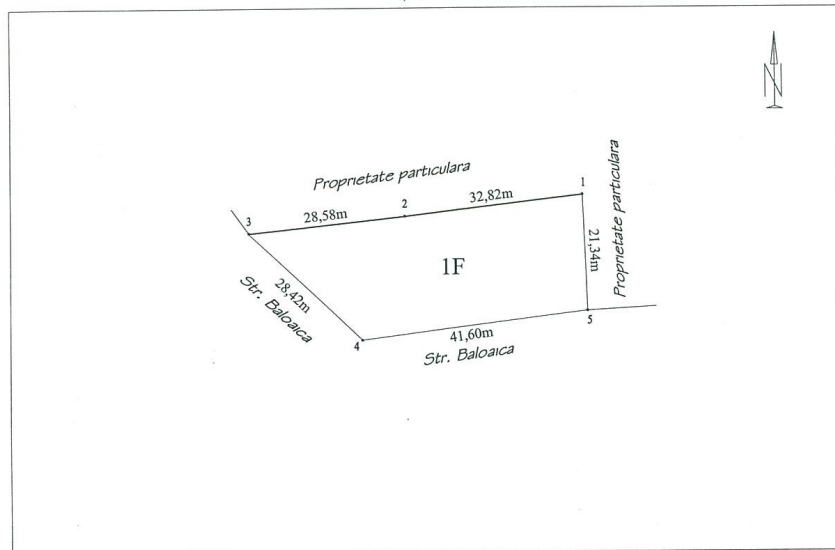 N
Proprietate particulara
1
32,82m
2
28,58m
3
21,34m
Proprietate particulara
1F
28,42m
Str. Baloaica
5
41,60m
4
Str. Baloaica